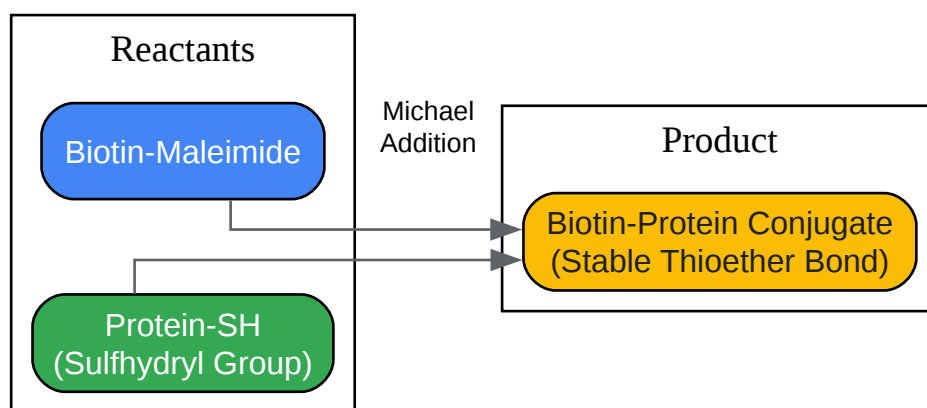 Reactants
Biotin-Maleimide
Protein-SH
(Sulfhydryl Group)
Michael
Addition
Product
Biotin-Protein Conjugate
(Stable Thioether Bond)